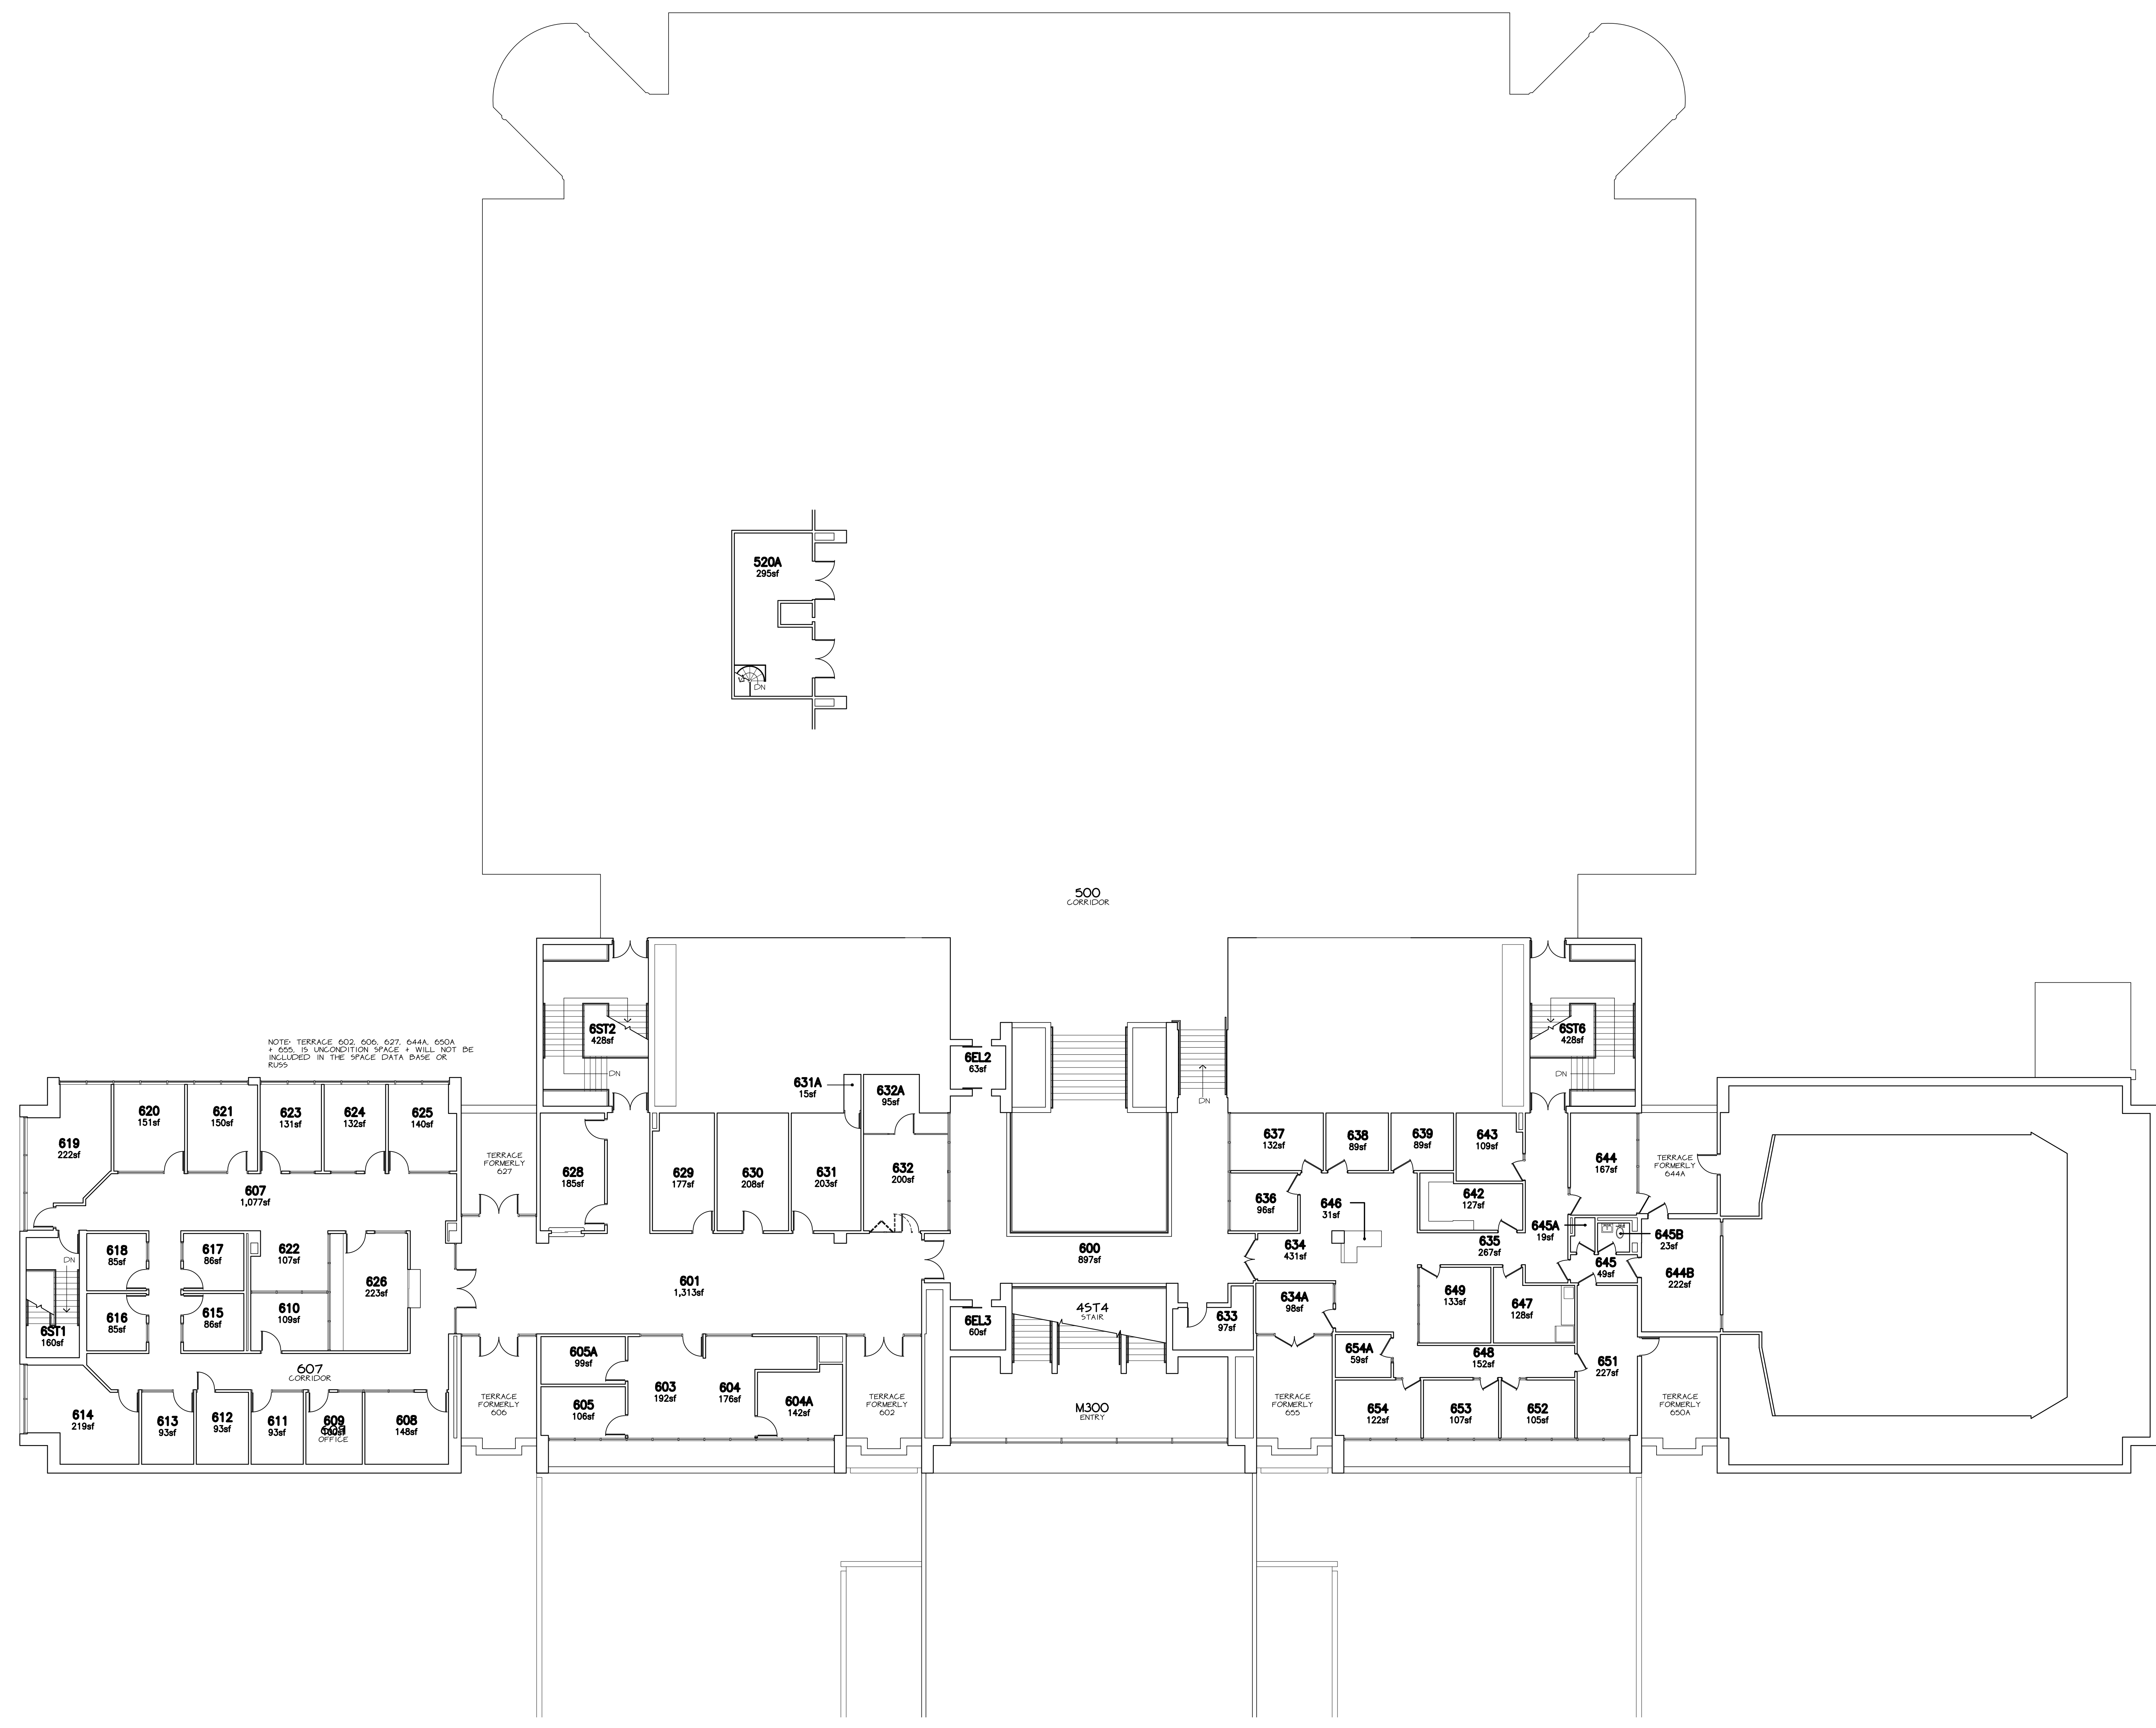 520A
295sf
DN
500
CORRIDOR
6ST2
428sf
DN
6ST6
428sf
DN
NOTE: TERRACE 602, 606, 627, 644A, 650A
+ 655, IS UNCONDITION SPACE + WILL NOT BE
INCLUDED IN THE SPACE DATA BASE OR
RUSS
6EL2
63sf
631A
15sf
632A
95sf
DN
620
151sf
621
150sf
623
131sf
624
132sf
625
140sf
619
222sf
TERRACE
FORMERLY
627
628
185sf
629
177sf
630
208sf
631
203sf
632
200sf
637
132sf
638
89sf
639
89sf
643
109sf
644
167sf
TERRACE
FORMERLY
644A
607
1,077sf
636
96sf
646
31sf
642
127sf
645A
19sf
645B
23sf
618
85sf
617
86sf
622
107sf
DN
600
897sf
634
431sf
635
267sf
645
49sf
644B
222sf
626
223sf
601
1,313sf
616
85sf
615
86sf
610
109sf
6ST1
160sf
6EL3
60sf
4ST4
STAIR
633
97sf
634A
98sf
649
133sf
647
128sf
605A
99sf
654A
59sf
648
152sf
651
227sf
607
CORRIDOR
603
192sf
604
176sf
604A
142sf
605
106sf
TERRACE
FORMERLY
606
TERRACE
FORMERLY
602
M300
ENTRY
TERRACE
FORMERLY
655
654
122sf
653
107sf
652
105sf
TERRACE
FORMERLY
650A
614
219sf
613
93sf
612
93sf
611
93sf
609
OFFICE
608
148sf